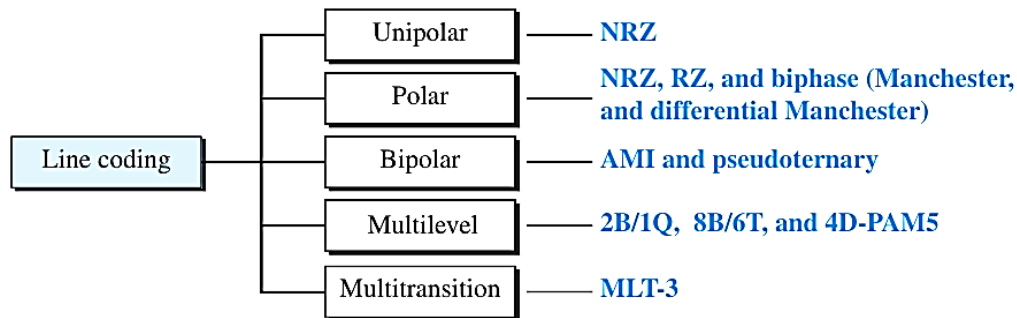 Line coding
Unipolar
NRZ
Polar
NRZ, RZ, and biphase (Manchester,
and differential Manchester)
Bipolar
AMI and pseudoternary
Multilevel
2B/1Q, 8B/6T, and 4D-PAM5
Multitransition
MLT-3